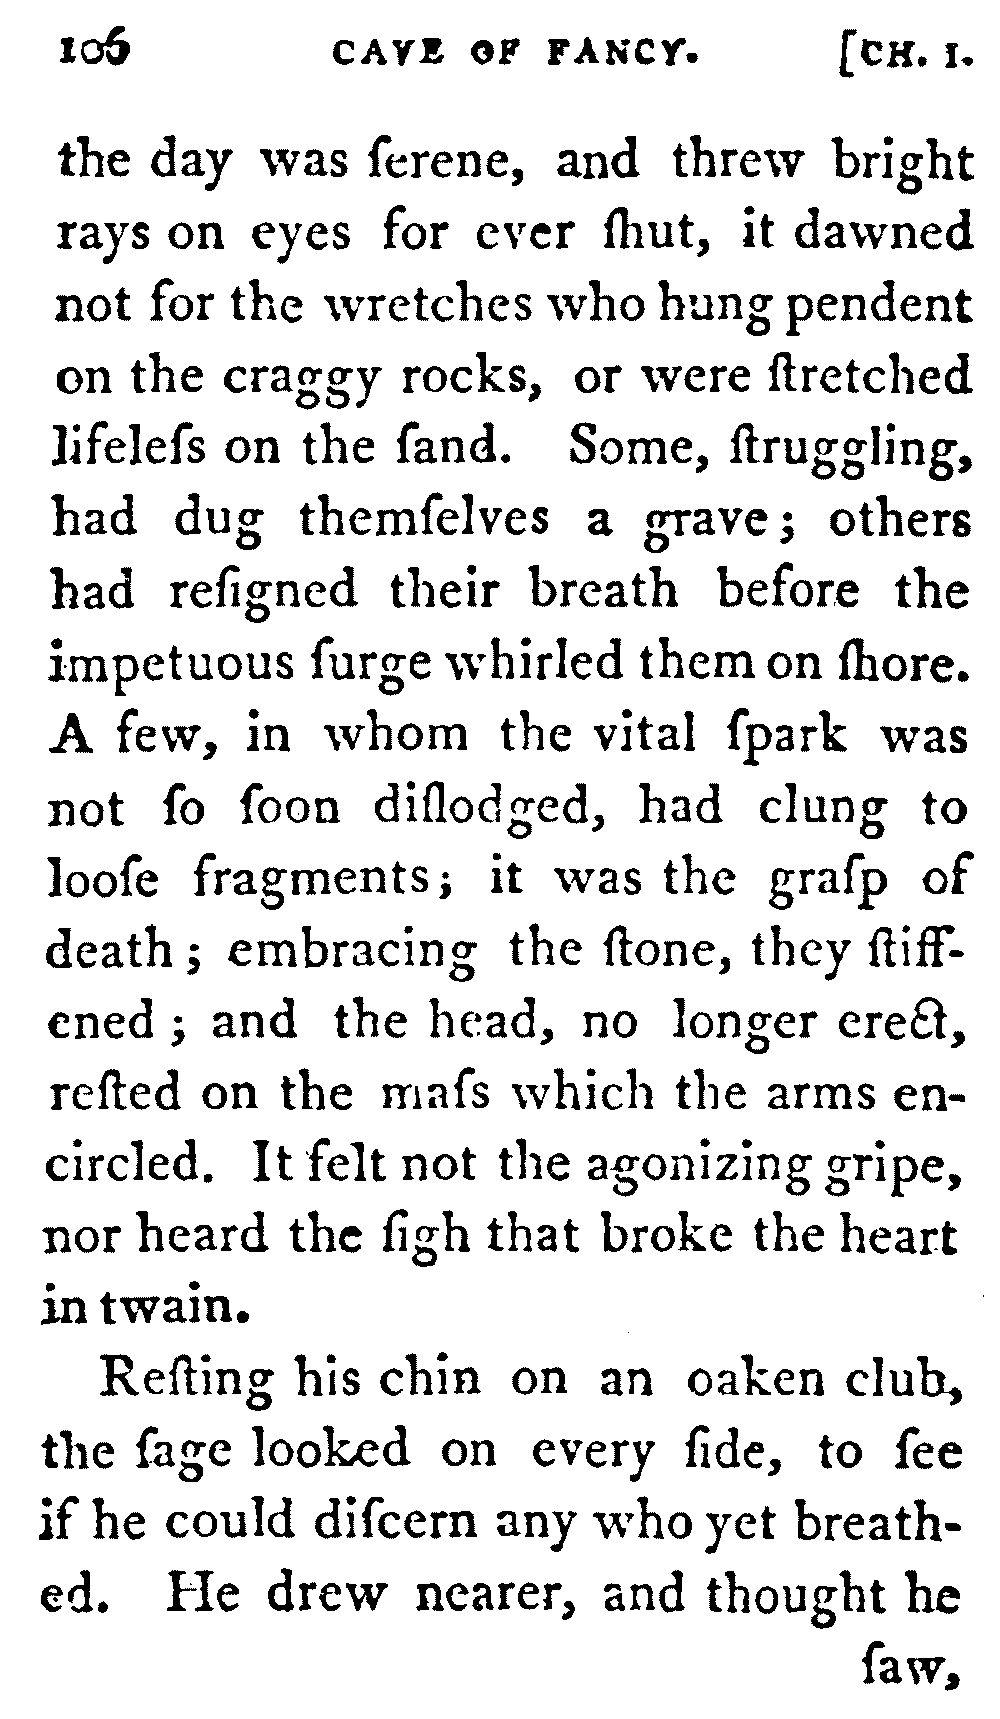 106 CAVE OF FANCY. [CH. I.
the day was ſerene, and threw bright
rays on eyes for ever ſhut, it dawned
not for the wretches who hung pendent
on the craggy rocks, or were ſtretched
lifeleſs on the ſand. Some, ſtruggling,
had dug themſelves a grave; others
had reſigned their breath before the
impetuous ſurge whirled them on ſhore.
A few, in whom the vital ſpark was
not ſo ſoon diſlodged, had clung to
looſe fragments; it was the graſp of
death; embracing the ſtone, they ſtiff-
ened; and the head, no longer erect,
reſted on the maſs which the arms en-
circled. It felt not the agonizing gripe,
nor heard the ſigh that broke the heart
in twain.
Reſting his chin on an oaken club,
the ſage looked on every ſide, to ſee
if he could diſcern any who yet breath-
ed. He drew nearer, and thought he
ſaw,